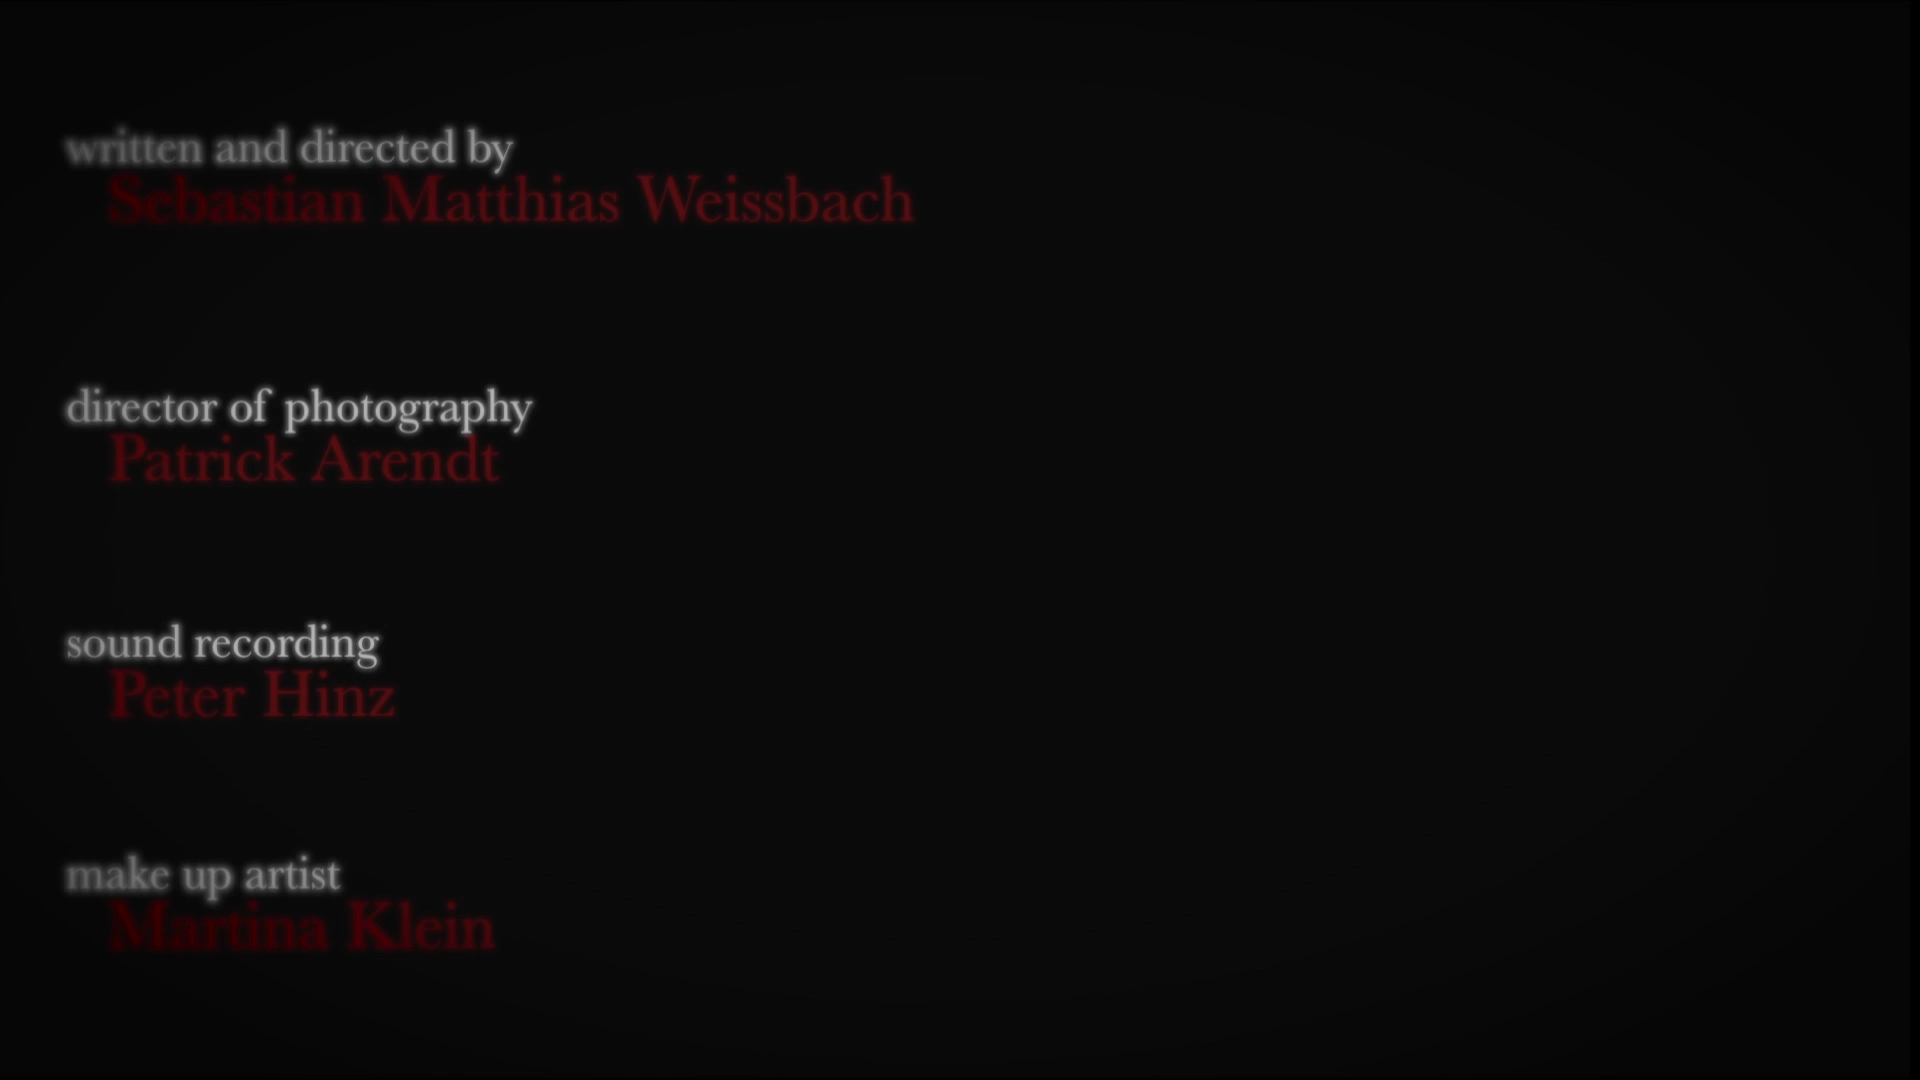 written and directed by
Sebastian Matthias Weissbach
director of photography
Patrick Arendt
sound recording
Peter Hinz
make up artist
Martina Klein